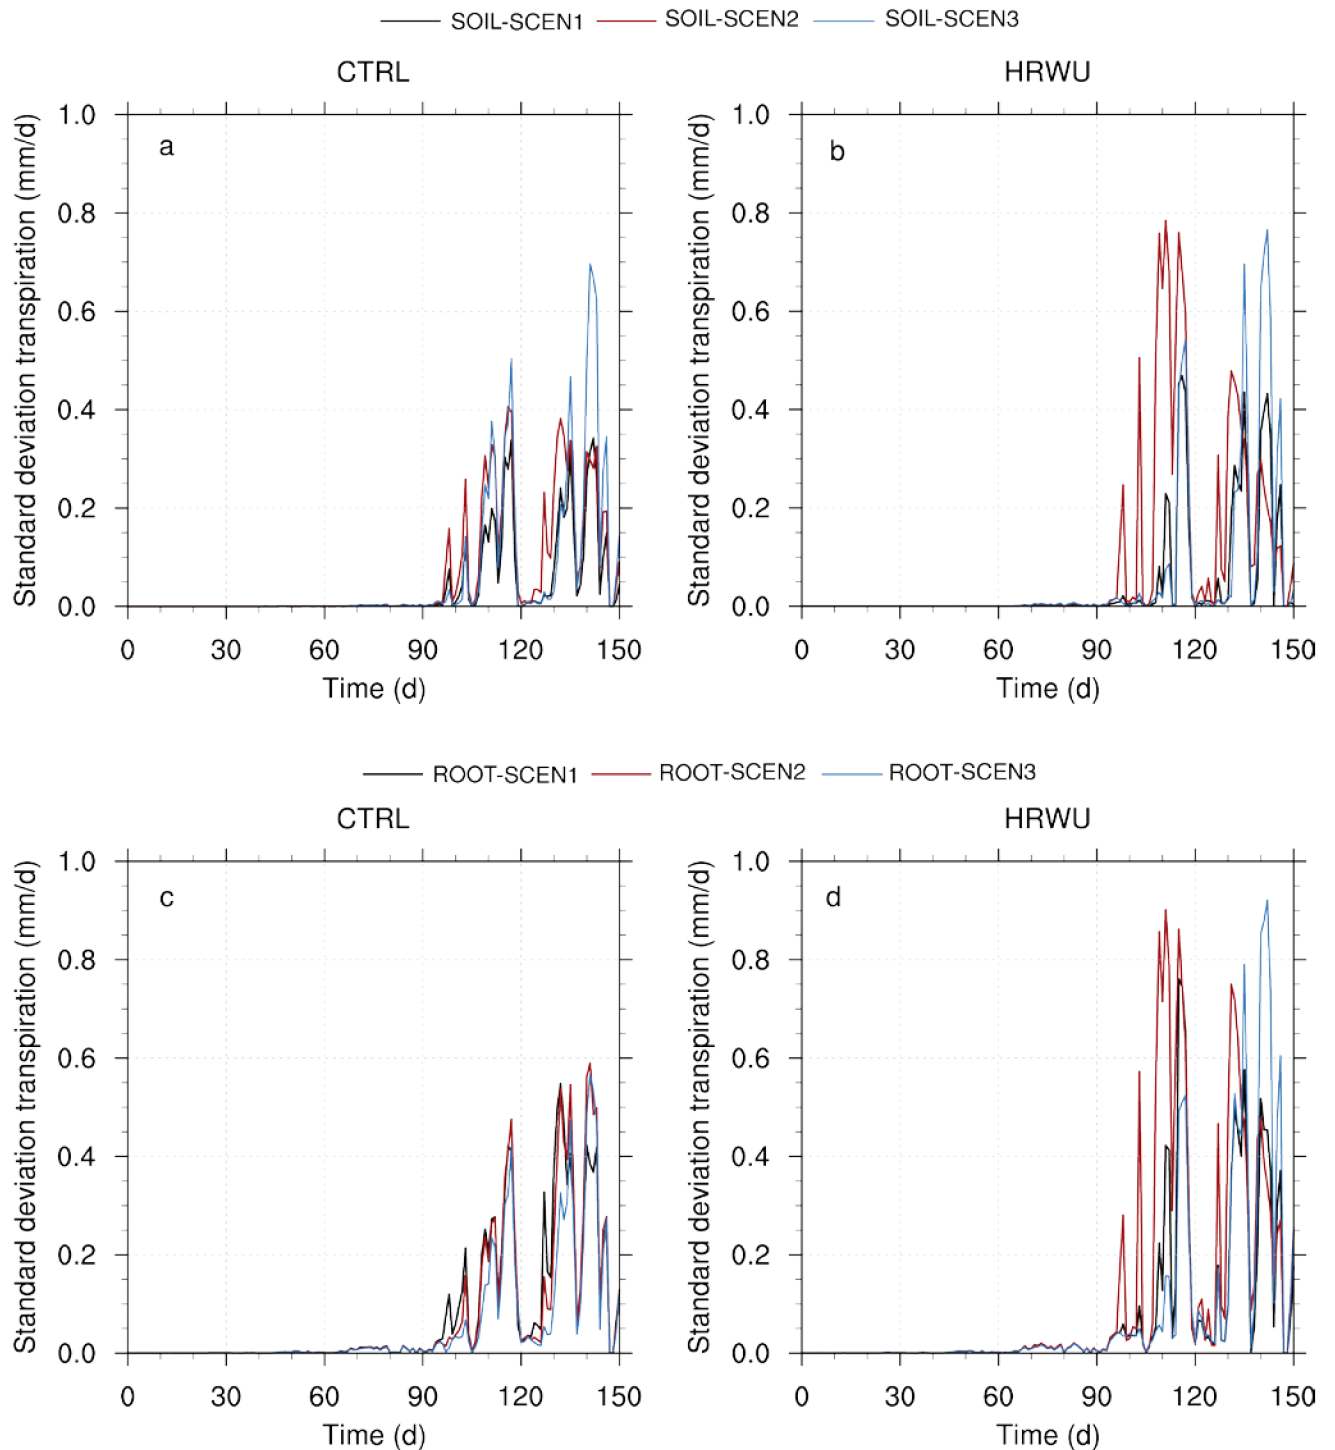 SOIL-SCEN1 SOIL-SCEN2 SOIL-SCEN3
CTRL
Standard deviation transpiration (mm/d)
a
1.0
0.8
0.6
0.4
0.2
0.0
0 30 60 90 120 150
Time (d)
HRWU
Standard deviation transpiration (mm/d)
b
1.0
0.8
0.6
0.4
0.2
0.0
0 30 60 90 120 150
Time (d)
ROOT-SCEN1 ROOT-SCEN2 ROOT-SCEN3
CTRL
Standard deviation transpiration (mm/d)
c
1.0
0.8
0.6
0.4
0.2
0.0
0 30 60 90 120 150
Time (d)
HRWU
Standard deviation transpiration (mm/d)
d
1.0
0.8
0.6
0.4
0.2
0.0
0 30 60 90 120 150
Time (d)